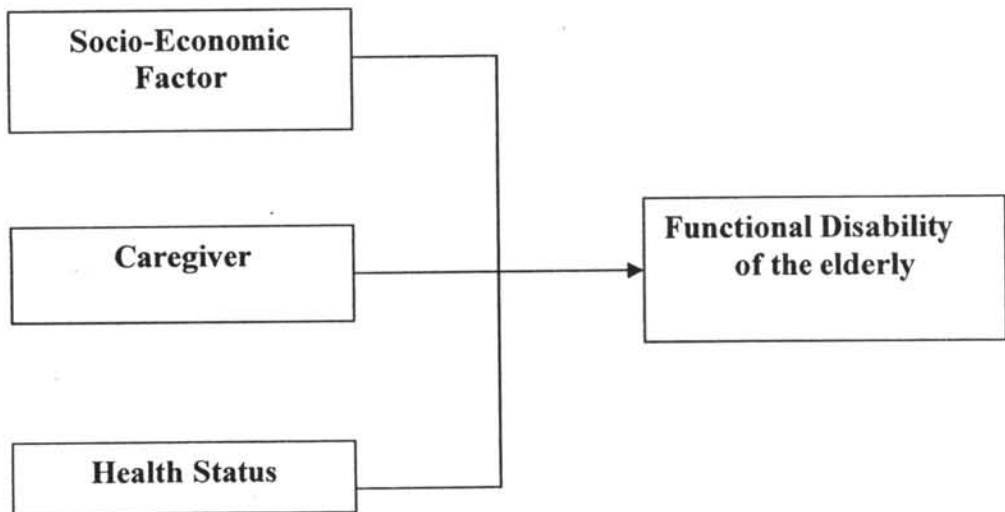 Socio-Economic
Factor
Caregiver
Functional Disability
of the elderly
Health Status